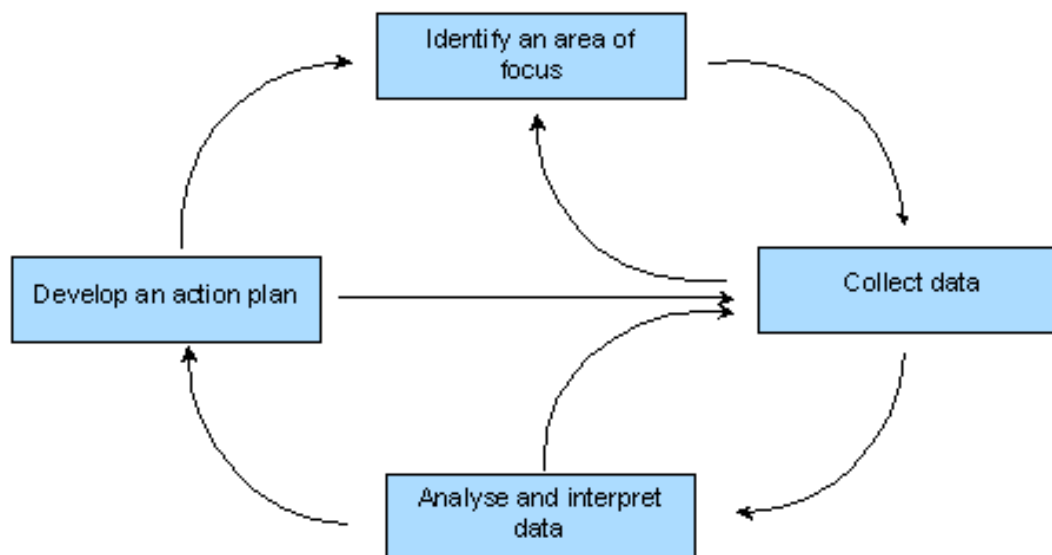 Identify an area of
focus
Develop an action plan
Collect data
Analyse and interpret
data